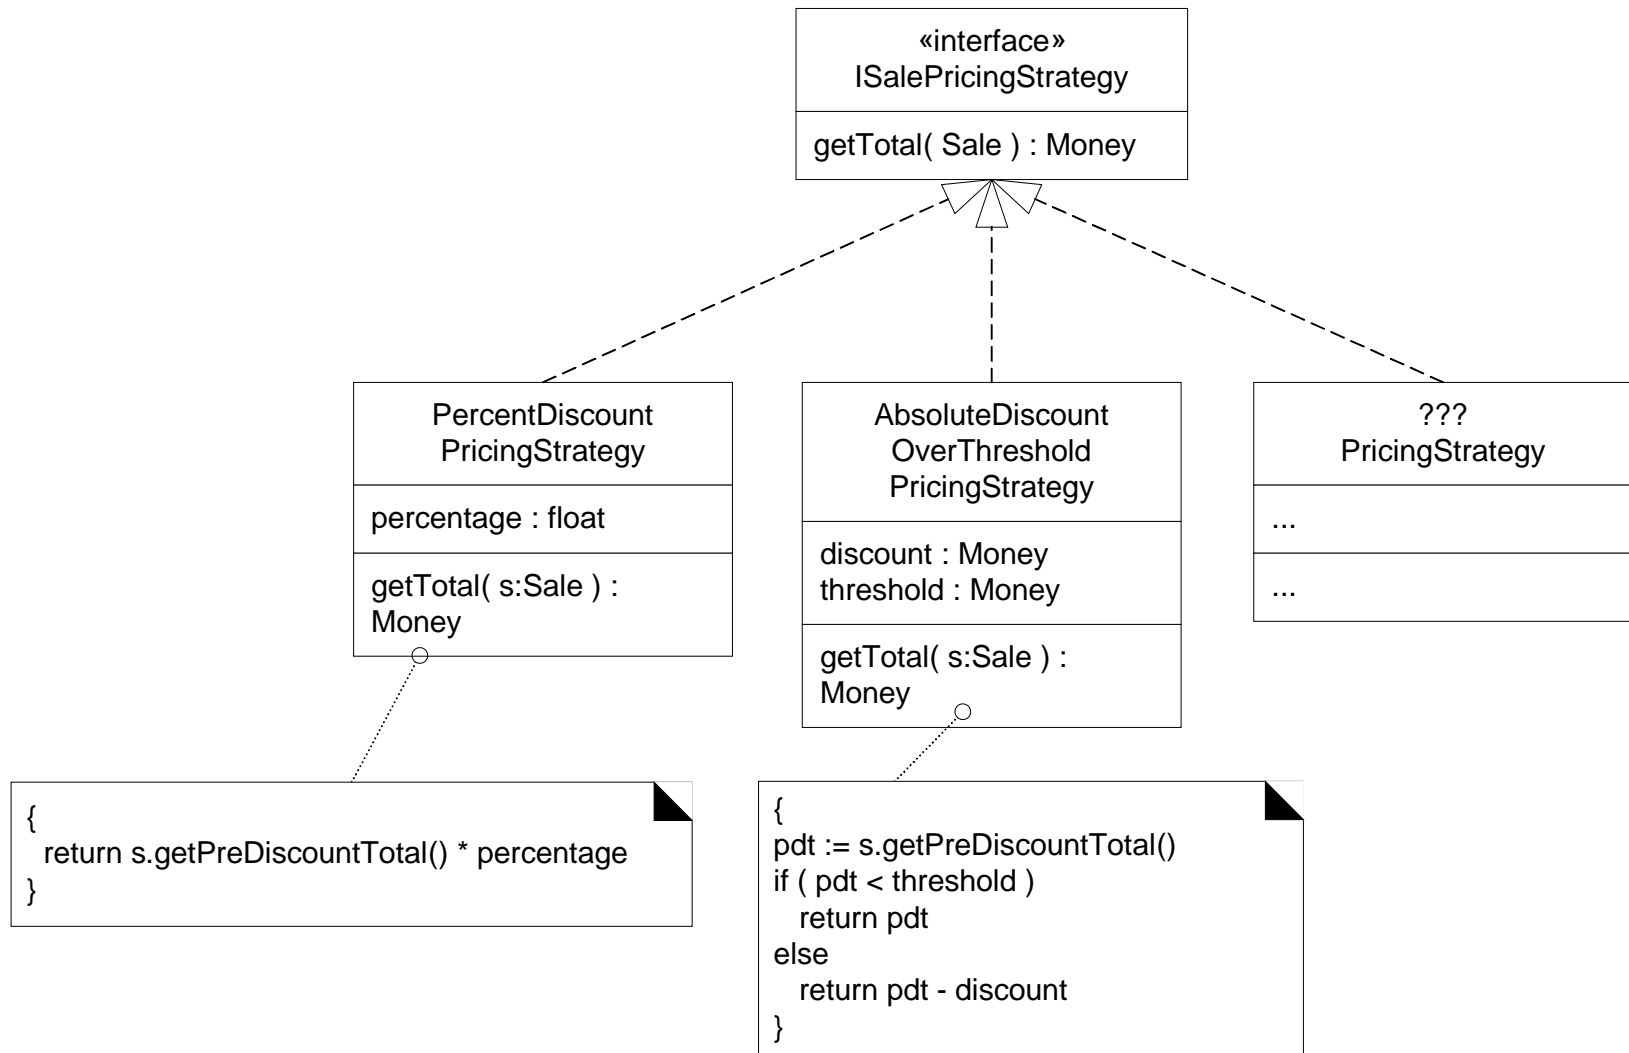 «interface»
ISalePricingStrategy
getTotal( Sale ) : Money
PercentDiscount
PricingStrategy
percentage : float
getTotal( s:Sale ) :
Money
AbsoluteDiscount
OverThreshold
PricingStrategy
discount : Money
threshold : Money
getTotal( s:Sale ) :
Money
???
PricingStrategy
...
...
{
return s.getPreDiscountTotal() * percentage
}
{
pdt := s.getPreDiscountTotal()
if ( pdt < threshold )
return pdt
else
return pdt - discount
}